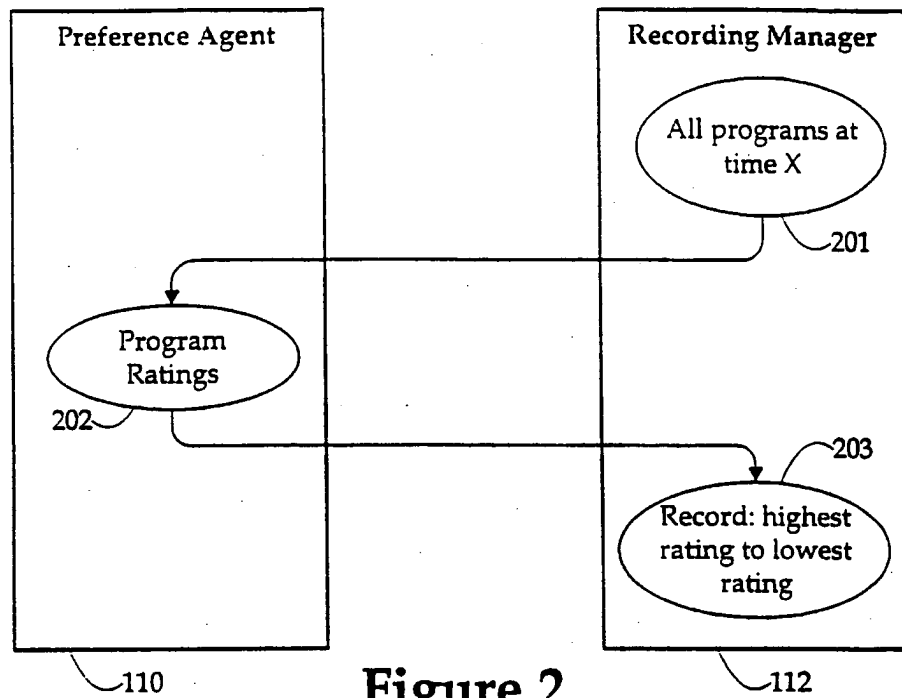 Preference Agent
Recording Manager
All programs at
time X
201
Program
Ratings
202
203
Record: highest
rating to lowest
rating
110
112
Figure 2